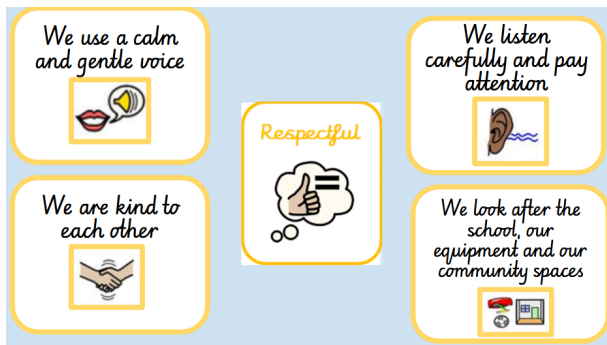 We use a calm
and gentle voice
We listen
carefully and pay
attention
Respectful
We are kind to
each other
We look after the
school, our
equipment and our
community spaces